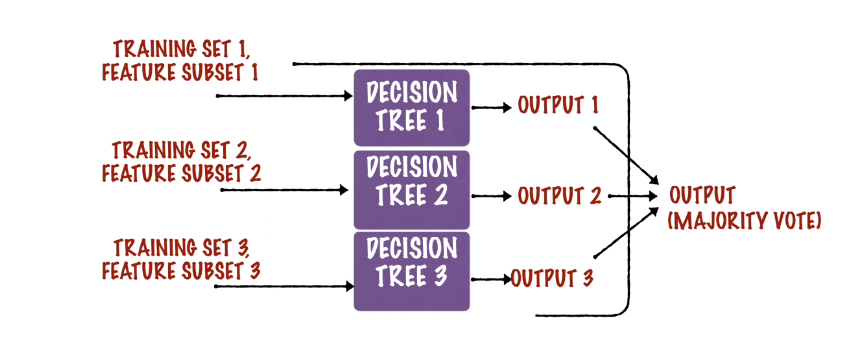 TRAINING SET 1,
FEATURE SUBSET 1
DECISION
TREE 1
OUTPUT 1
TRAINING SET 2,
FEATURE SUBSET 2
DECISION
TREE 2
OUTPUT 2
OUTPUT
(MAJORITY VOTE)
TRAINING SET 3,
FEATURE SUBSET 3
DECISION
TREE 3
OUTPUT 3